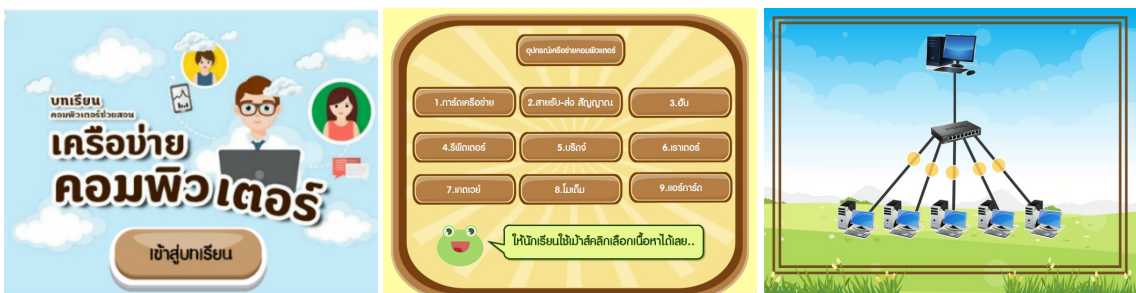 บทเรียน
คอมพิวเตอร์ช่วยสอน
เครือข่าย
คอมพิวเตอร์
เข้าสู่บทเรียน
อุปกรณ์เครือข่ายคอมพิวเตอร์
1.การ์ดเครือข่าย
2.สายรับ-ส่ง สัญญาณ
3.ฮับ
4.รีพีตเตอร์
5.บริดจ์
6.เราเตอร์
7.เกตเวย์
8.โมเด็ม
9.แอร์การ์ด
ให้นักเรียนใช้เม้าส์คลิกเลือกเนื้อหาได้เลย..